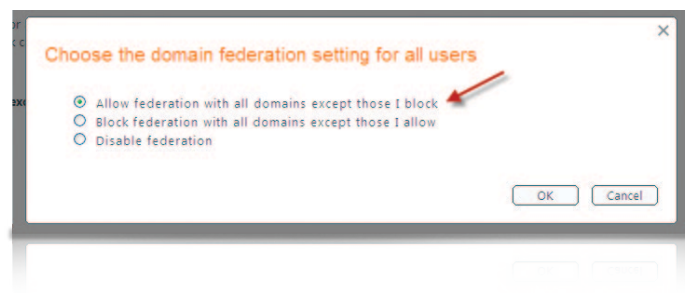 Choose the domain federation setting for all users
Allow federation with all domains except those I block
Block federation with all domains except those I allow
Disable federation
OK Cancel